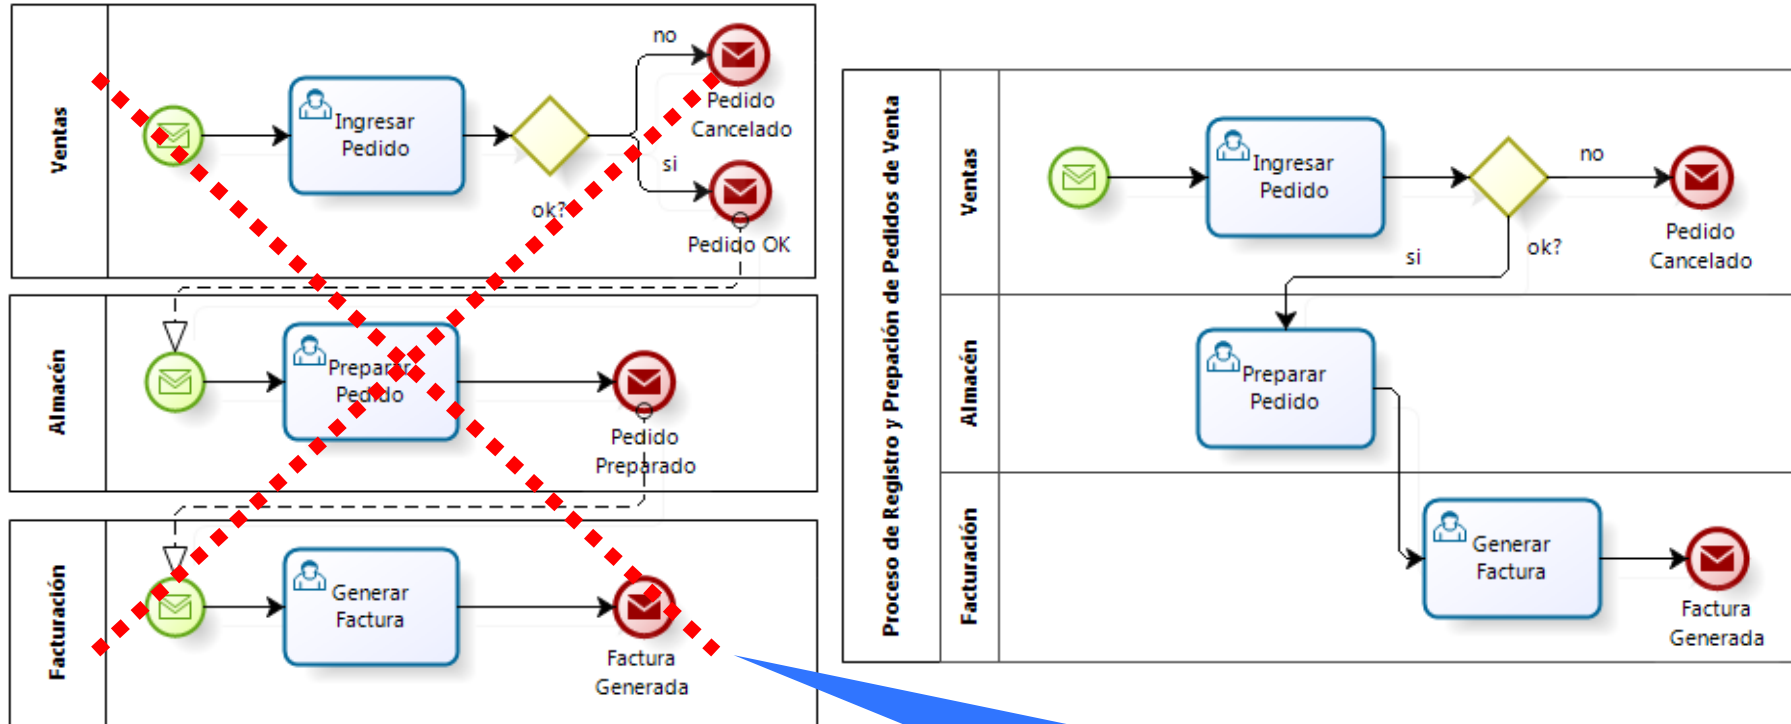 Ventas
Ingresar
Pedido
ok?
no
si
Pedido
Cancelado
Pedido OK
Almacén
Preparar
Pedido
Pedido
Preparado
Facturación
Generar
Factura
Factura
Generada
Proceso de Registro y Prepación de Pedidos de Venta
Ventas
Ingresar
Pedido
ok?
no
si
Pedido
Cancelado
Almacén
Preparar
Pedido
Facturación
Generar
Factura
Factura
Generada